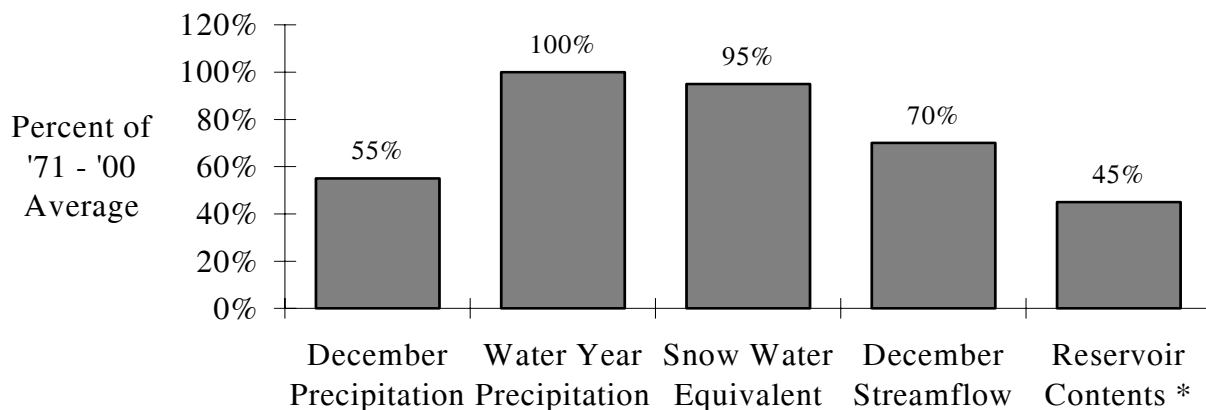 120%
100%
80%
60%
40%
20%
0%
Percent of
'71 - '00
Average
55%
100%
95%
70%
45%
December
Precipitation
Water Year
Precipitation
Snow Water
Equivalent
December
Streamflow
Reservoir
Contents *